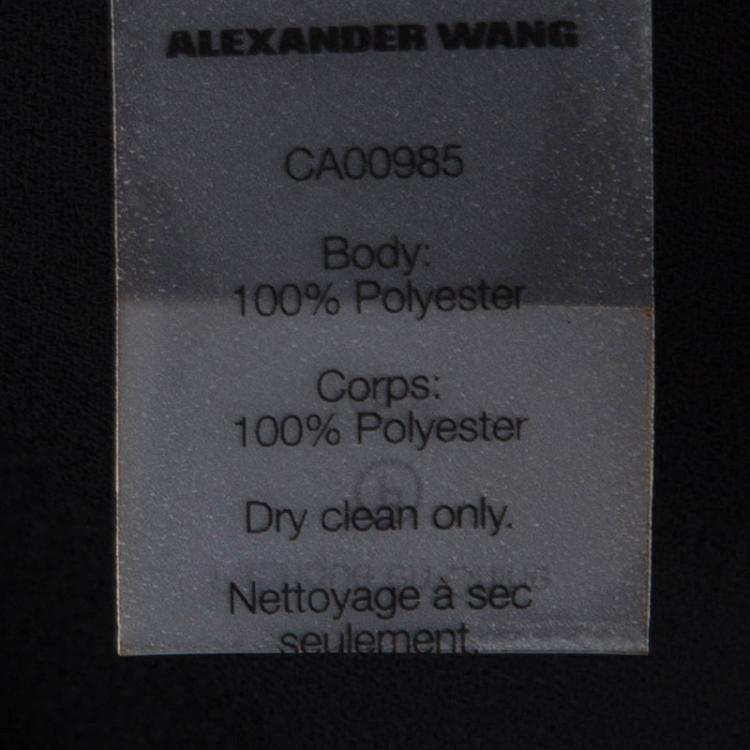 ALEXANDER WANG
CA00985
Body:
100% Polyester
Corps:
100% Polyester
Dry clean only.
Nettoyage à sec
seulement.